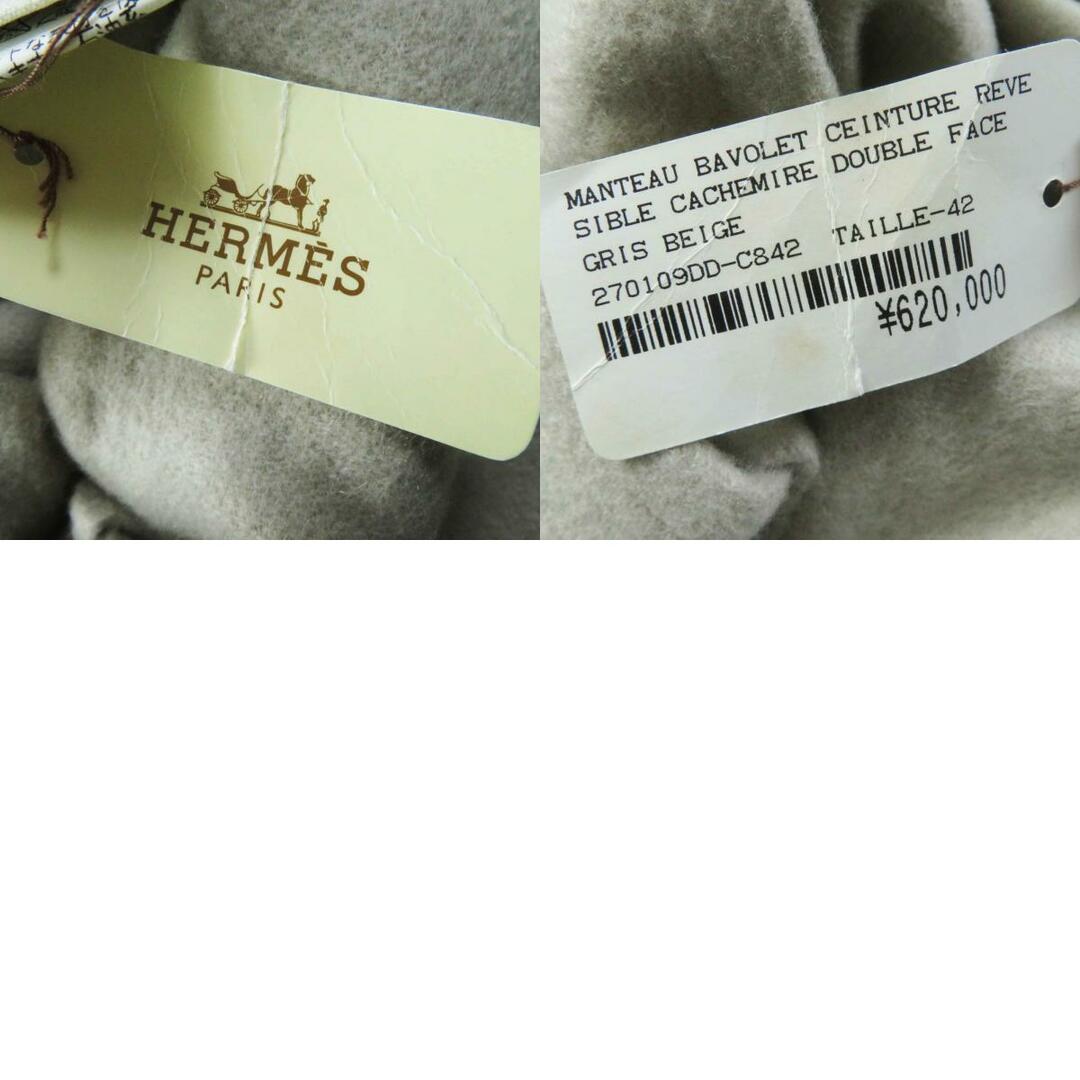 HERMÈS
PARIS
MANTEAU BAVOLET CEINTURE REVE
SIBLE CACHEMIRE DOUBLE FACE
GRIS BEIGE
270109DD-C842 TAILLE-42
¥620,000